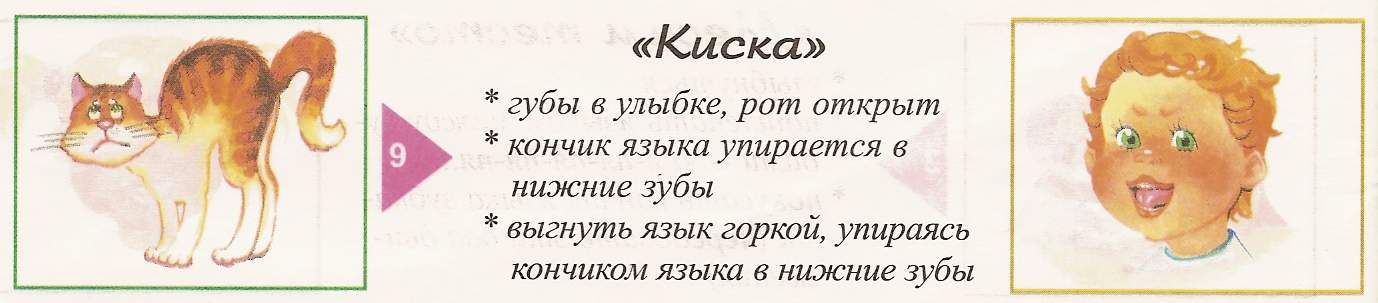 «Киска»
* губы в улыбке, рот открыт
9
* кончик языка упирается в
нижние зубы
* выгнуть язык горкой, упираясь
кончиком языка в нижние зубы